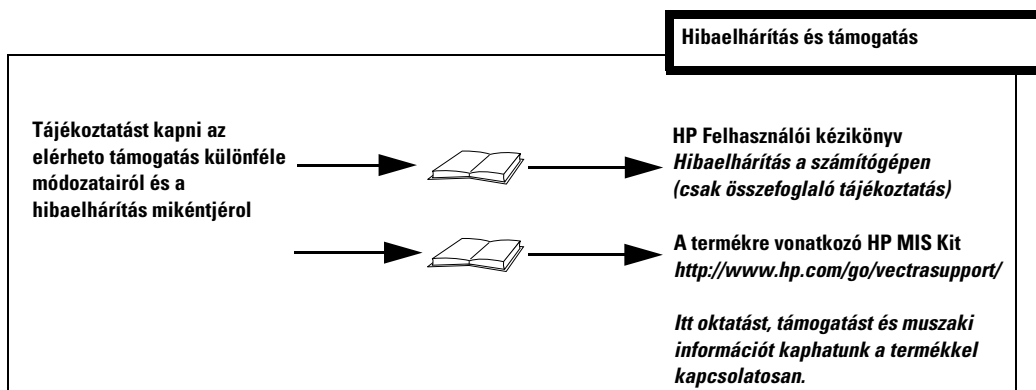 Hibaelhárítás és támogatás
Tájékoztatást kapni az
elérheto támogatás különféle
módozatairól és a
hibaelhárítás mikéntjérol
HP Felhasználói kézikönyv
Hibaelhárítás a számítógépen
(csak összefoglaló tájékoztatás)
A termékre vonatkozó HP MIS Kit
http://www.hp.com/go/vectrasupport/
Itt oktatást, támogatást és muszaki
információt kaphatunk a termékkel
kapcsolatosan.